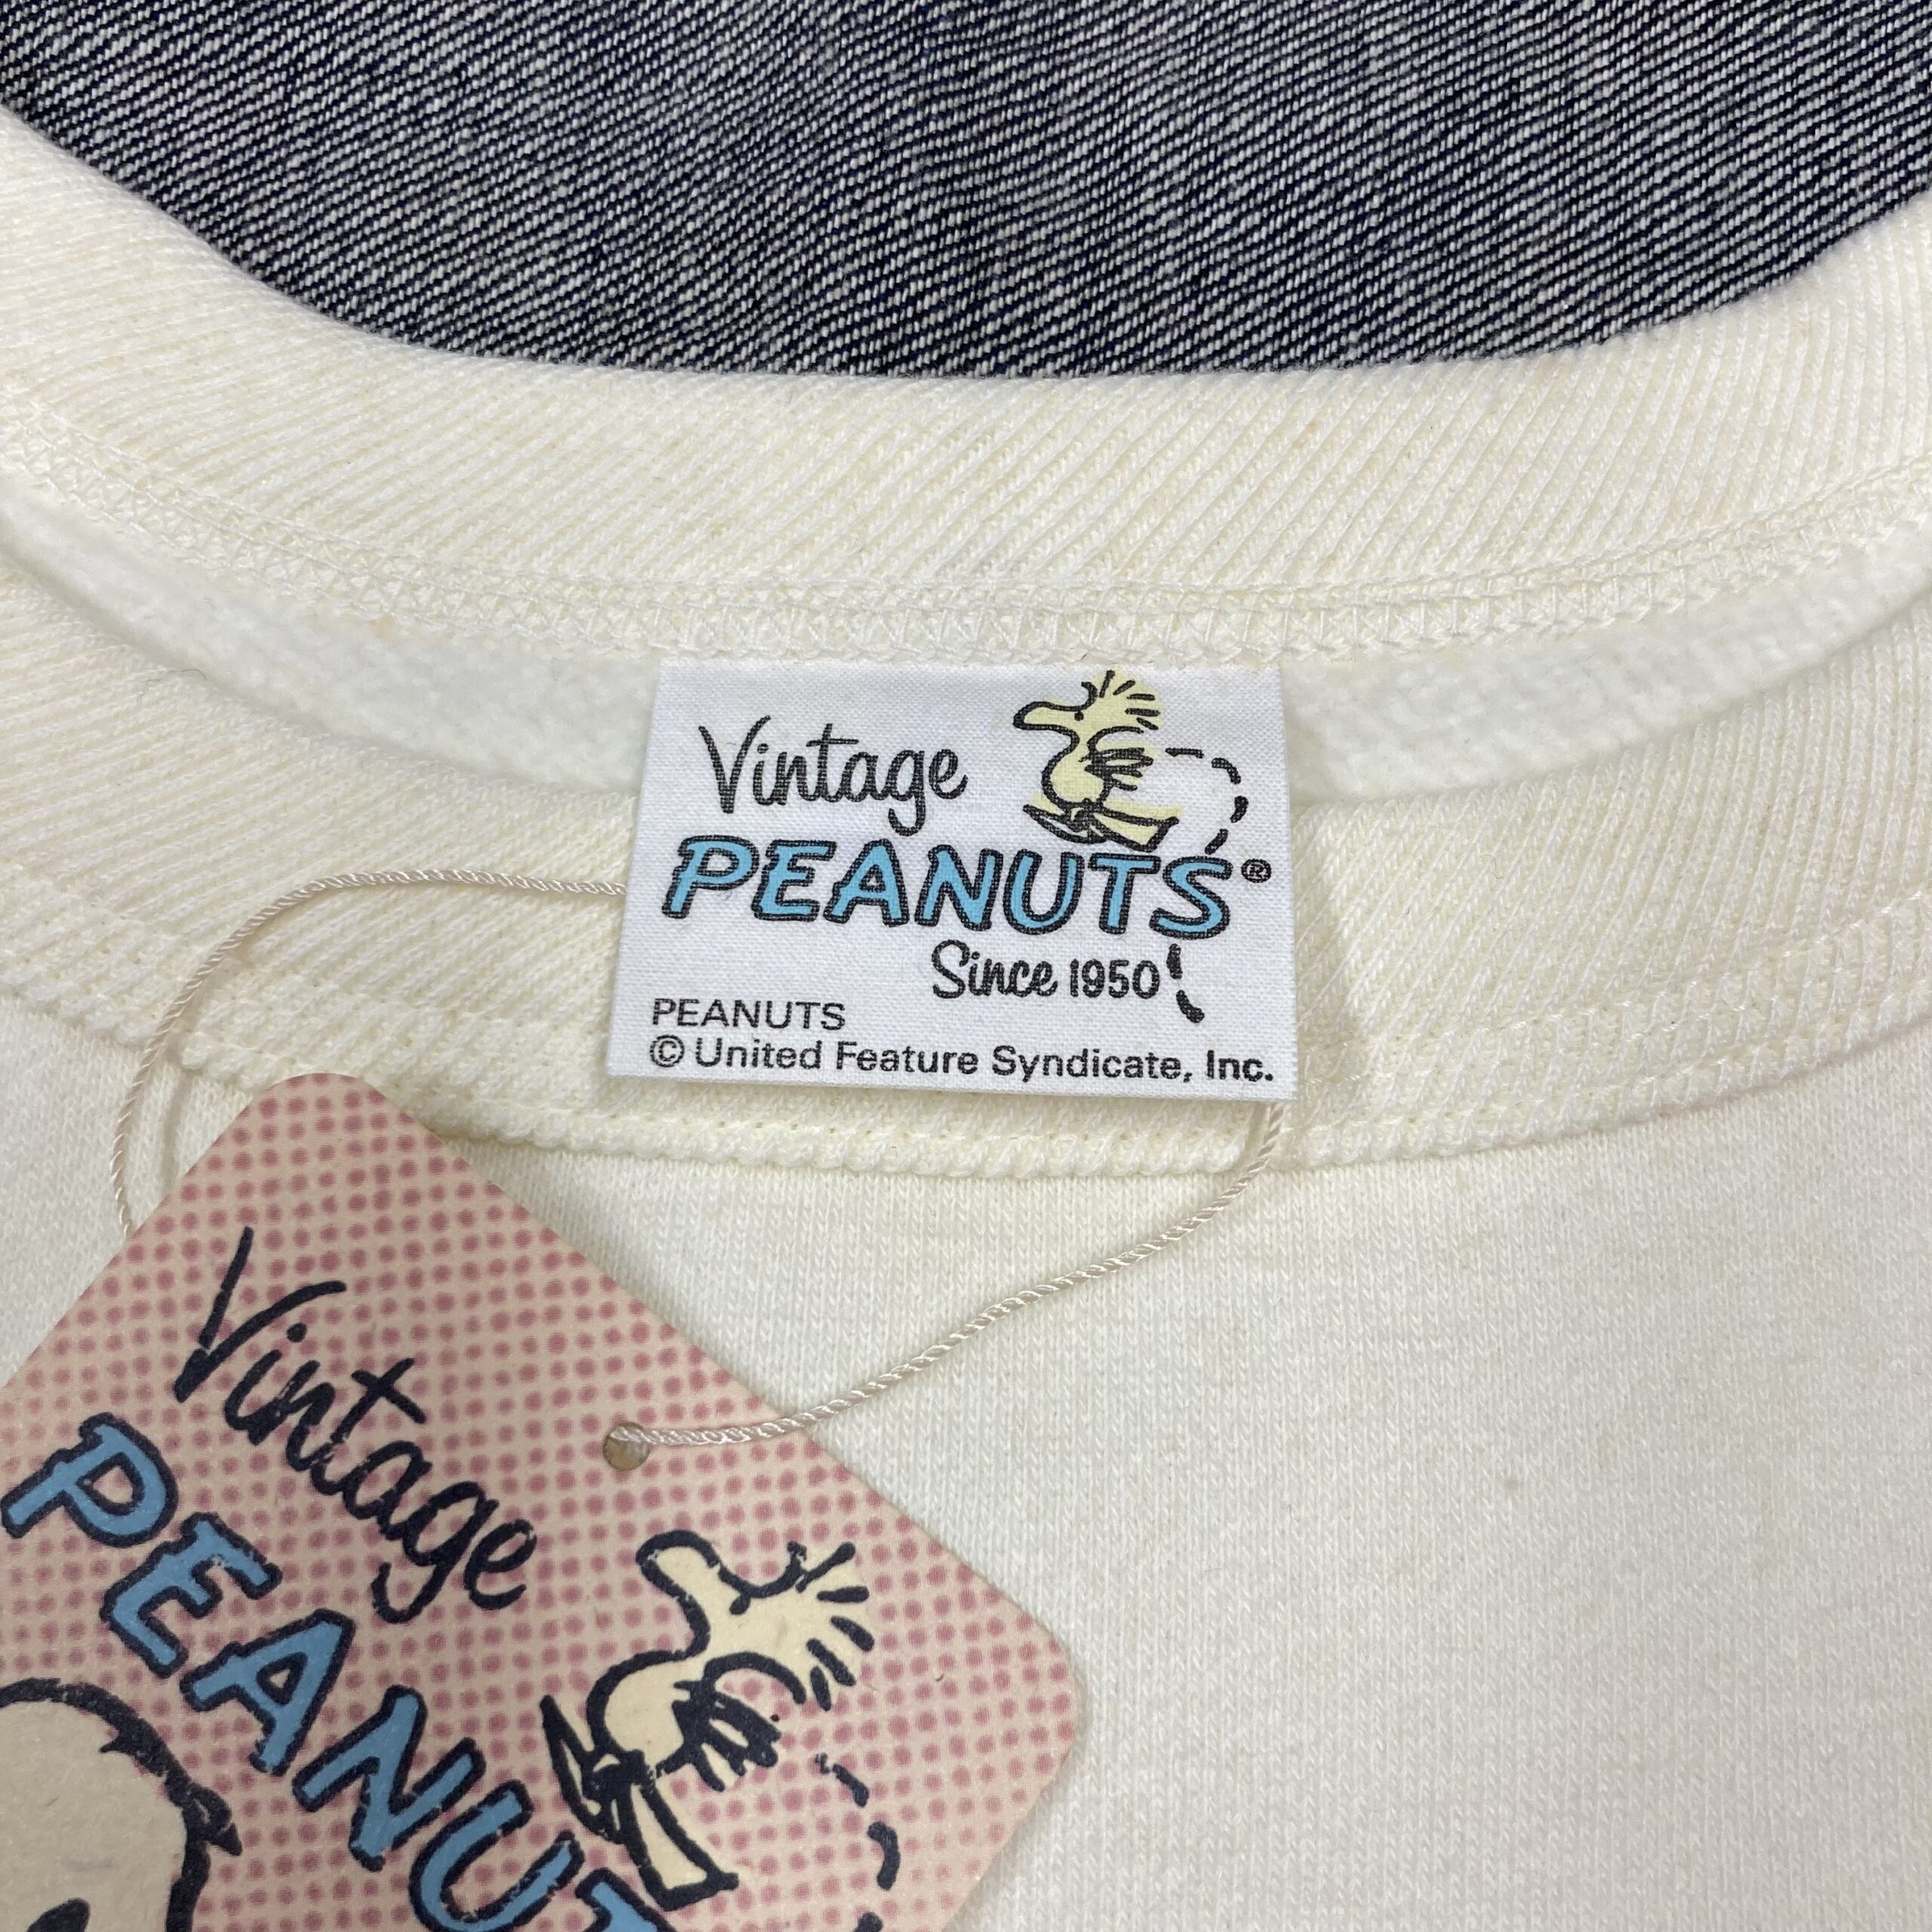 Vintage
PEANUTS®
Since 1950
PEANUTS
© United Feature Syndicate, Inc.
Vintage
PEANUT